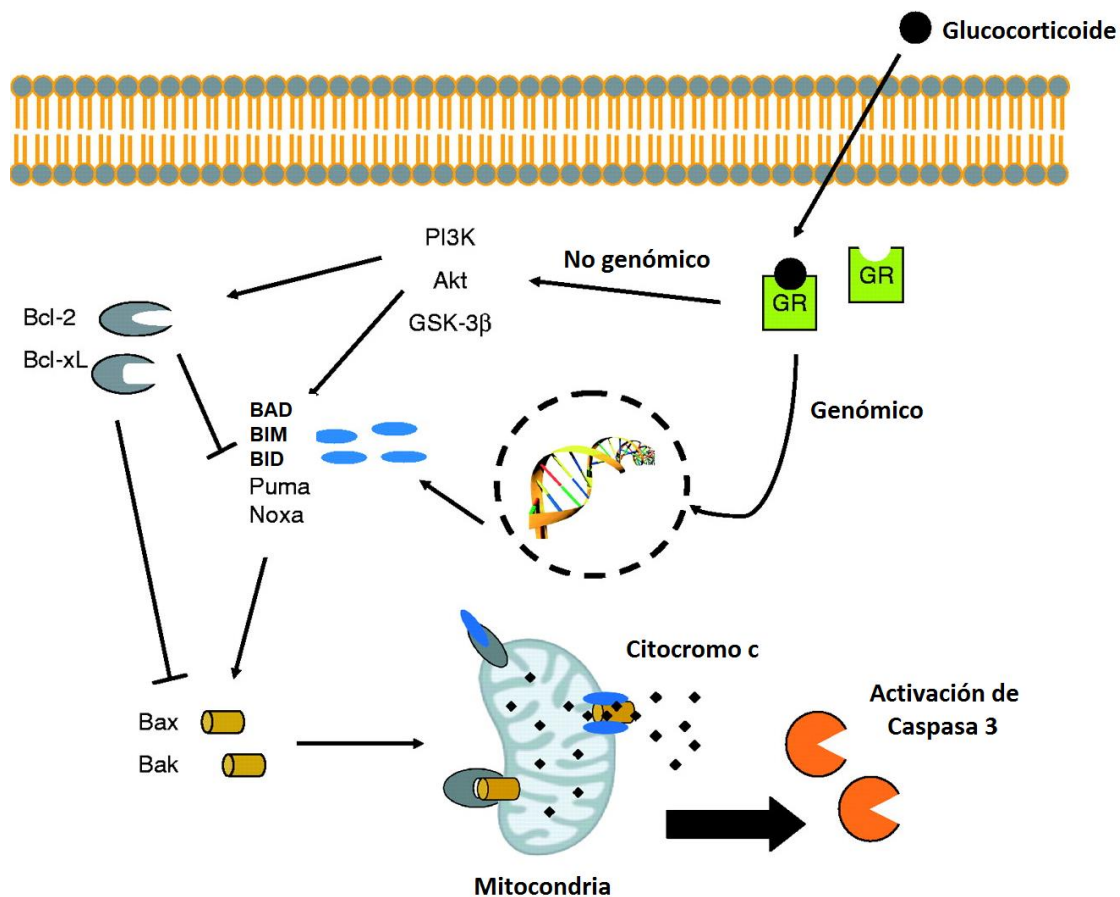 Glucocorticoide
PI3K
Akt
GSK-3β
No genómico
GR
GR
Bcl-2
Bcl-xL
BAD
BIM
BID
Puma
Noxa
Genómico
Citocromo c
Activación de
Caspasa 3
Bax
Bak
Mitocondria